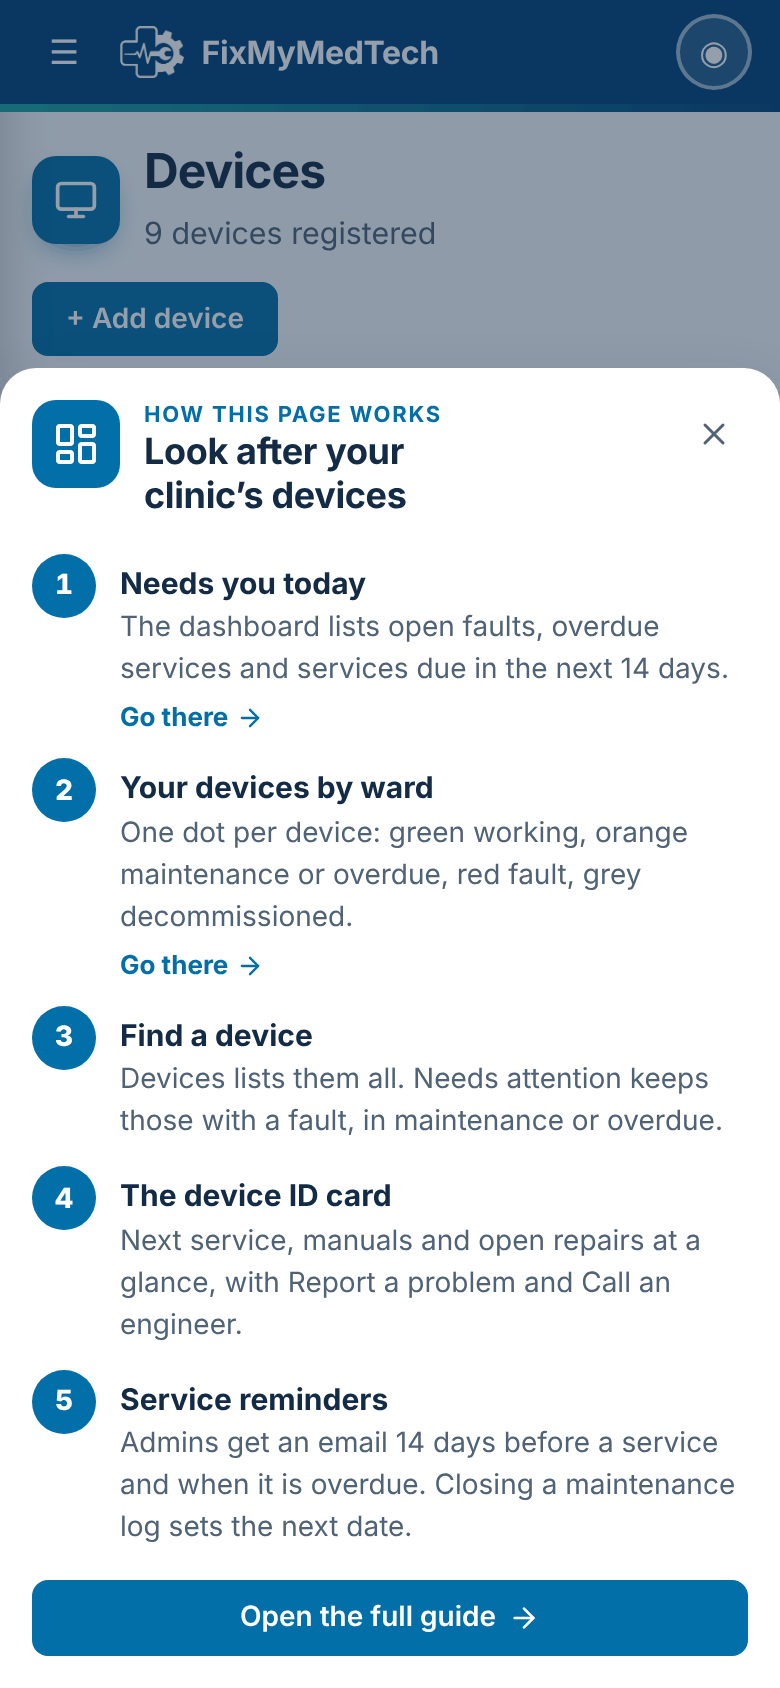 FixMyMedTech
Devices
9 devices registered
+ Add device
HOW THIS PAGE WORKS
Look after your
clinic’s devices
1
Needs you today
The dashboard lists open faults, overdue
services and services due in the next 14 days.
Go there →
2
Your devices by ward
One dot per device: green working, orange
maintenance or overdue, red fault, grey
decommissioned.
Go there →
3
Find a device
Devices lists them all. Needs attention keeps
those with a fault, in maintenance or overdue.
4
The device ID card
Next service, manuals and open repairs at a
glance, with Report a problem and Call an
engineer.
5
Service reminders
Admins get an email 14 days before a service
and when it is overdue. Closing a maintenance
log sets the next date.
Open the full guide →